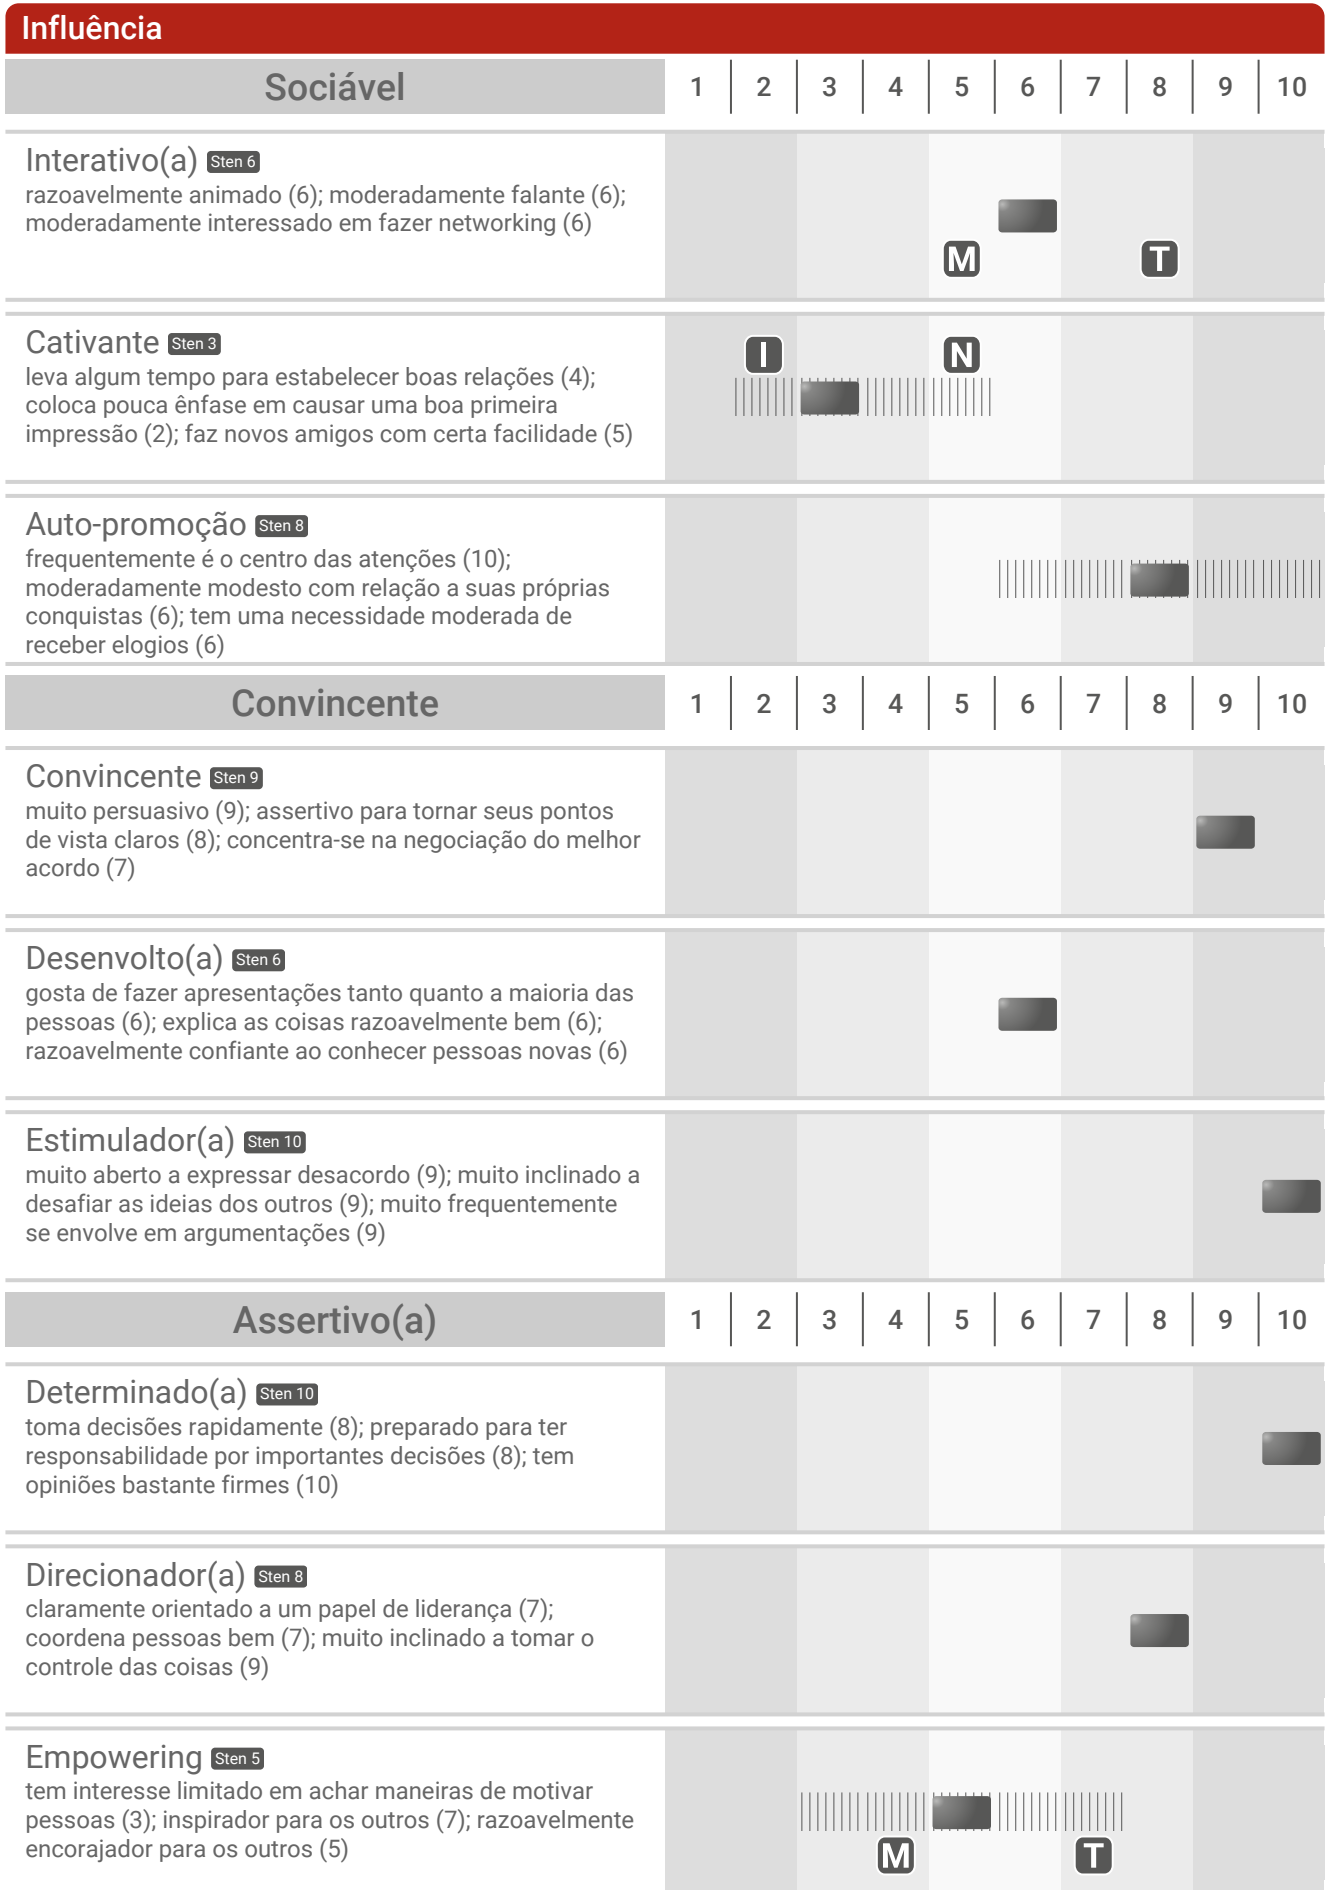 Influência
Sociável 1 2 3 4 5 6 7 8 9 10
Interativo(a) Sten 6
razoavelmente animado (6); moderadamente falante (6);
moderadamente interessado em fazer networking (6)
M T
Cativante Sten 3
I N
leva algum tempo para estabelecer boas relações (4);
coloca pouca ênfase em causar uma boa primeira
impressão (2); faz novos amigos com certa facilidade (5)
Auto-promoção Sten 8
frequentemente é o centro das atenções (10);
moderadamente modesto com relação a suas próprias
conquistas (6); tem uma necessidade moderada de
receber elogios (6)
Convincente 1 2 3 4 5 6 7 8 9 10
Convincente Sten 9
muito persuasivo (9); assertivo para tornar seus pontos
de vista claros (8); concentra-se na negociação do melhor
acordo (7)
Desenvolto(a) Sten 6
gosta de fazer apresentações tanto quanto a maioria das
pessoas (6); explica as coisas razoavelmente bem (6);
razoavelmente confiante ao conhecer pessoas novas (6)
Estimulador(a) Sten 10
muito aberto a expressar desacordo (9); muito inclinado a
desafiar as ideias dos outros (9); muito frequentemente
se envolve em argumentações (9)
Assertivo(a) 1 2 3 4 5 6 7 8 9 10
Determinado(a) Sten 10
toma decisões rapidamente (8); preparado para ter
responsabilidade por importantes decisões (8); tem
opiniões bastante firmes (10)
Direcionador(a) Sten 8
claramente orientado a um papel de liderança (7);
coordena pessoas bem (7); muito inclinado a tomar o
controle das coisas (9)
Empowering Sten 5
tem interesse limitado em achar maneiras de motivar
pessoas (3); inspirador para os outros (7); razoavelmente
encorajador para os outros (5)
M T